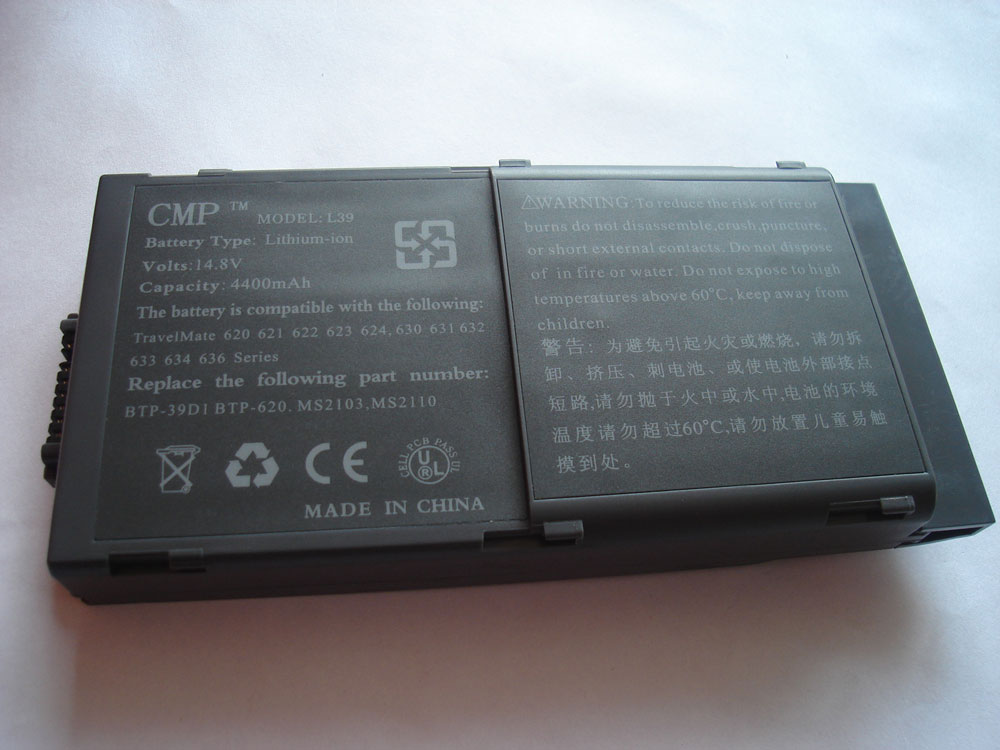 CMP ™ MODEL: L39
Battery Type: Lithium-ion
Volts: 14.8V
Capacity: 4400mAh
The battery is compatible with the following:
TravelMate 620 621 622 623 624, 630 631 632
633 634 636 Series
Replace the following part number:
BTP-39D1 BTP-620. MS2103, MS2110
CE
CELL PCB PASS UL
URL
MADE IN CHINA
⚠WARNING To reduce the risk of fire or
burns do not disassemble,crush,puncture,
or short external contacts. Do not dispose
of in fire or water. Do not expose to high
temperatures above 60°C, keep away from
children.
警告: 为避免引起火灾或燃烧，请勿拆
卸、挤压、刺电池、或使电池外部接点
短路,请勿抛于火中或水中,电池的环境
温度请勿超过60°C,请勿放置儿童易触
摸到处。